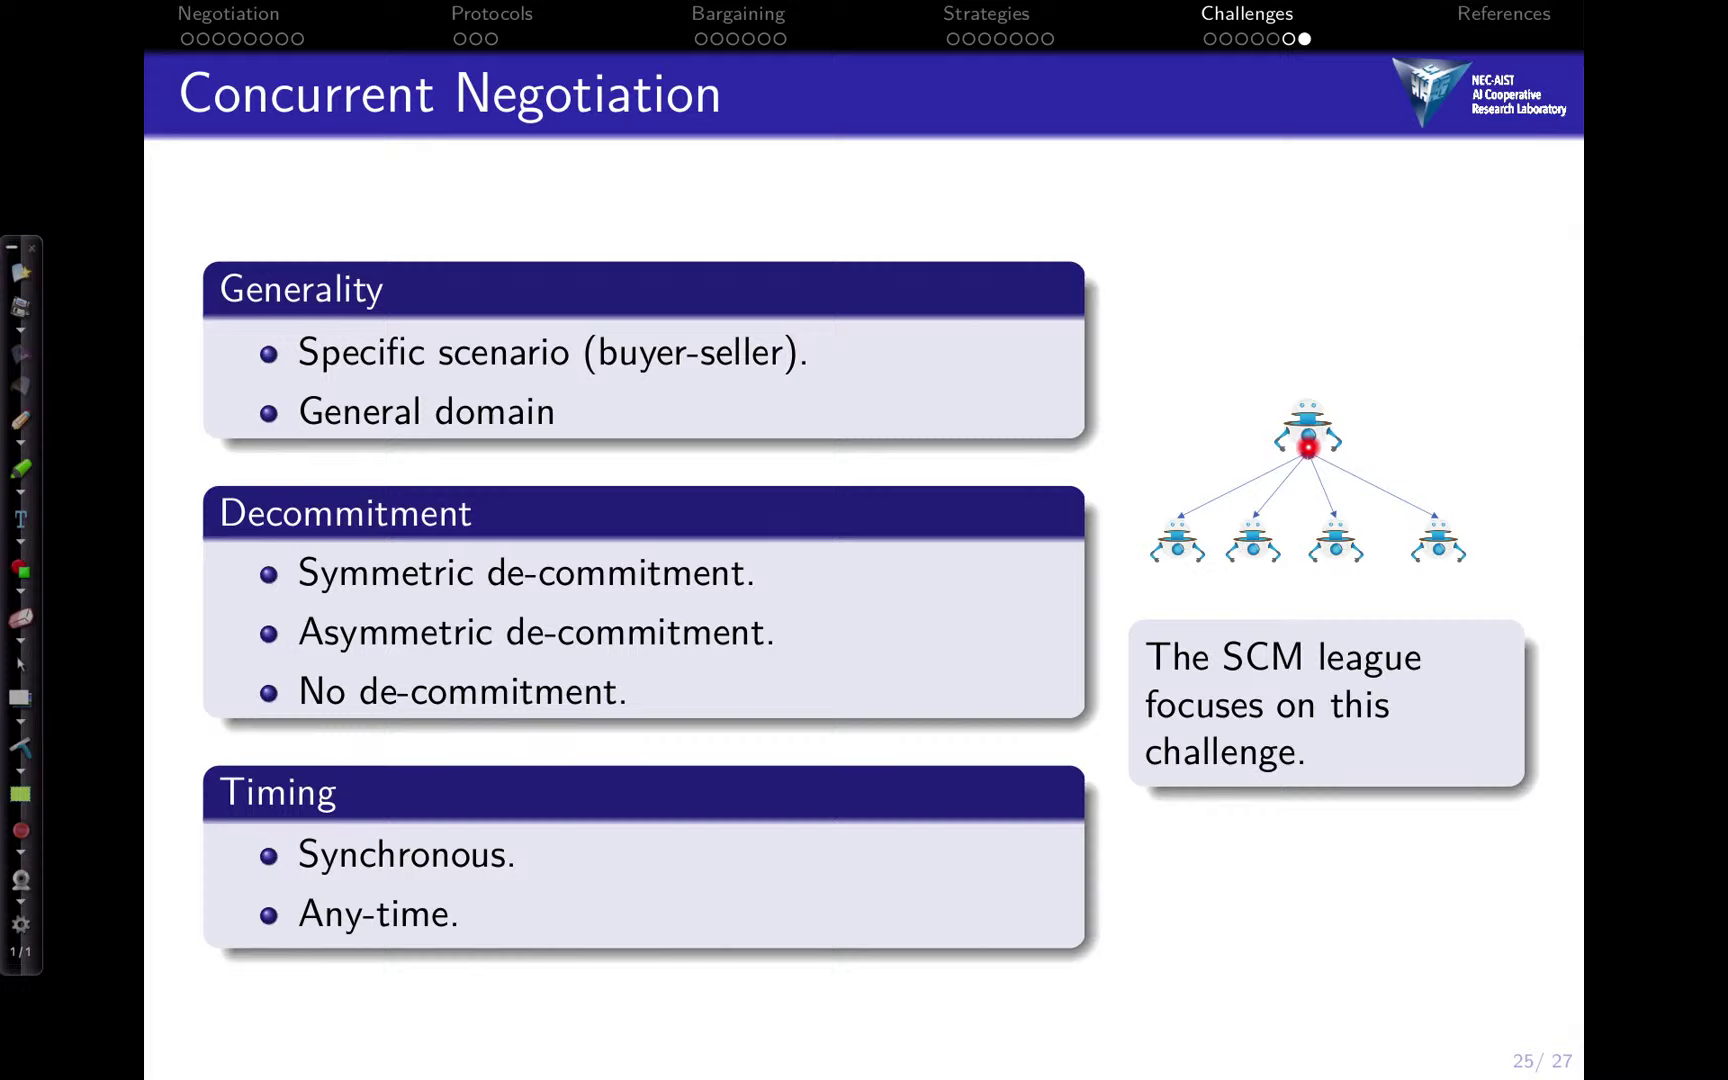 Negotiation Protocols Bargaining Strategies Challenges References
Concurrent Negotiation
NEC-AIST
AI Cooperative
Research Laboratory
Generality
Specific scenario (buyer-seller).
General domain
Decommitment
Symmetric de-commitment.
Asymmetric de-commitment.
No de-commitment.
Timing
Synchronous.
Any-time.
The SCM league
focuses on this
challenge.
1/1
25/ 27